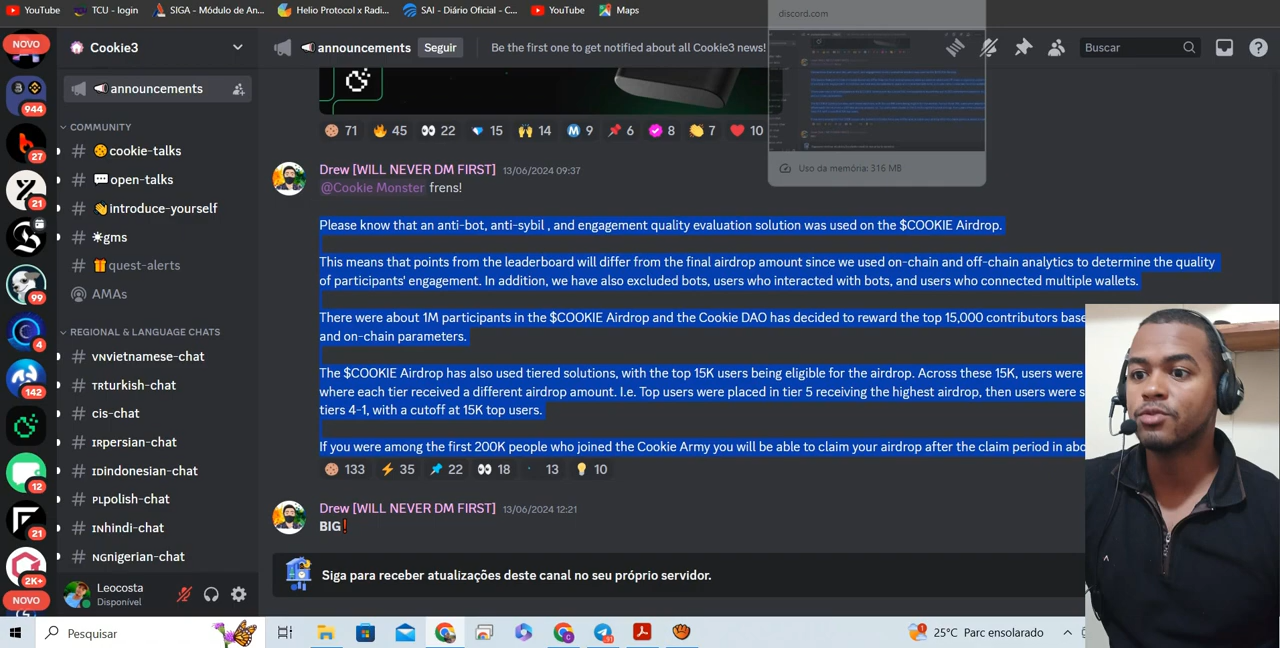 YouTube TCU - login SIGA - Módulo de An... Helio Protocol x Radi... SAI - Diário Oficial – C... YouTube Maps
discord.com
NOVO
Cookie3
announcements Seguir Be the first one to get notified about all Cookie3 news!
Buscar
announcements
944
COMMUNITY
71 45 22 15 14 9 6 8 7 10
cookie-talks
27
Uso da memória: 316 MB
Drew [WILL NEVER DM FIRST] 13/06/2024 09:37
open-talks
@Cookie Monster frens!
21
introduce-yourself
Please know that an anti-bot, anti-sybil , and engagement quality evaluation solution was used on the $COOKIE Airdrop.
gms
quest-alerts
This means that points from the leaderboard will differ from the final airdrop amount since we used on-chain and off-chain analytics to determine the quality
of participants' engagement. In addition, we have also excluded bots, users who interacted with bots, and users who connected multiple wallets.
99
AMAs
There were about 1M participants in the $COOKIE Airdrop and the Cookie DAO has decided to reward the top 15,000 contributors base
and on-chain parameters.
REGIONAL & LANGUAGE CHATS
4
VNvietnamese-chat
The $COOKIE Airdrop has also used tiered solutions, with the top 15K users being eligible for the airdrop. Across these 15K, users were
where each tier received a different airdrop amount. I.e. Top users were placed in tier 5 receiving the highest airdrop, then users were s
tiers 4-1, with a cutoff at 15K top users.
TRturkish-chat
142
cis-chat
IRpersian-chat
If you were among the first 200K people who joined the Cookie Army you will be able to claim your airdrop after the claim period in abo
133 35 22 18 13 10
IDindonesian-chat
12
PLpolish-chat
Drew [WILL NEVER DM FIRST] 13/06/2024 12:21
BIG❗
INhindi-chat
21
NGnigerian-chat
2K+
Siga para receber atualizações deste canal no seu próprio servidor.
Leocosta
Disponível
NOVO
Pesquisar
31
25°C Parc ensolarado